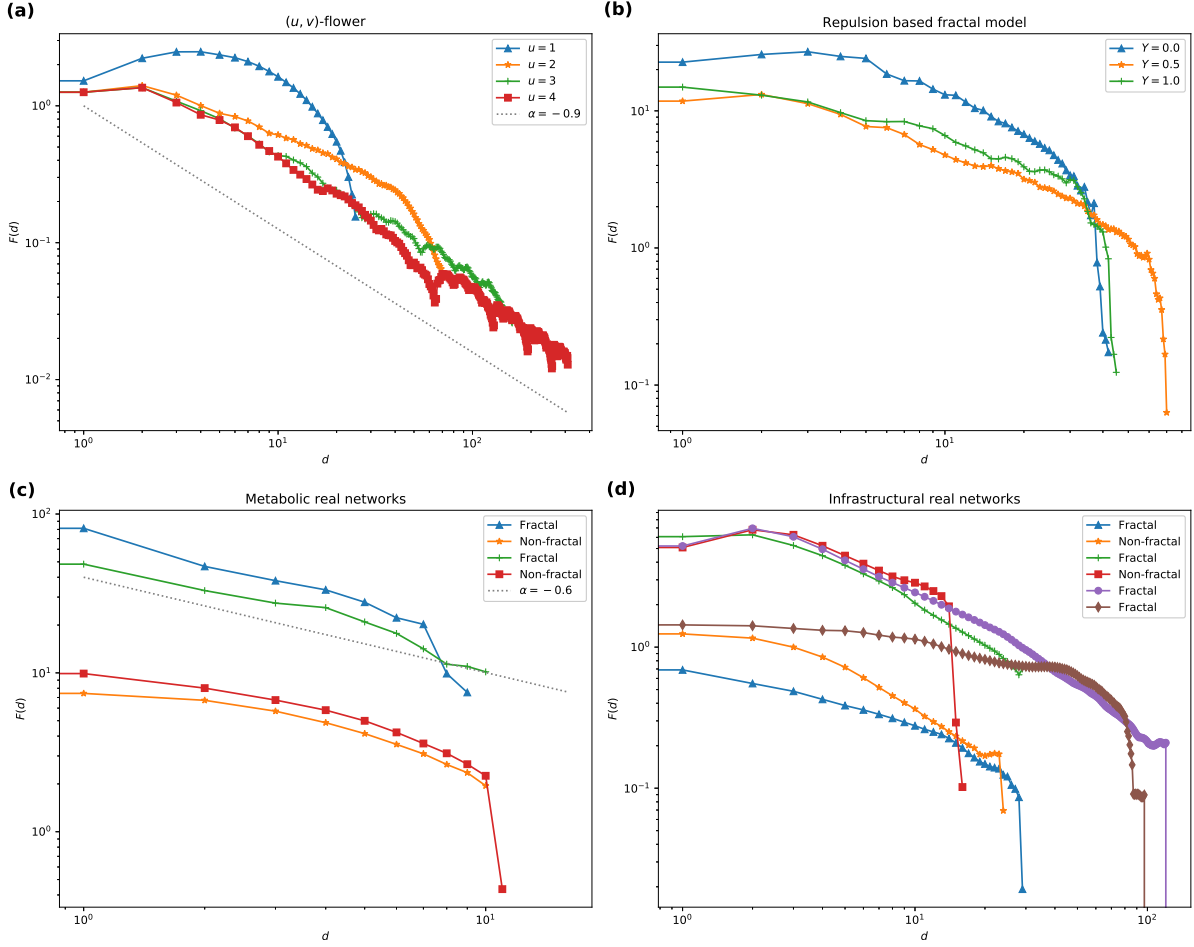 (a)
(u, v)-flower
u = 1
u = 2
u = 3
u = 4
α = −0.9
10⁰
10⁻¹
10⁻²
F(d)
10⁰ 10¹ 10²
d
(b)
Repulsion based fractal model
Y = 0.0
Y = 0.5
Y = 1.0
10¹
10⁰
10⁻¹
F(d)
10⁰ 10¹
d
(c)
Metabolic real networks
Fractal
Non-fractal
Fractal
Non-fractal
α = −0.6
10²
10¹
10⁰
F(d)
10⁰ 10¹
d
(d)
Infrastructural real networks
Fractal
Non-fractal
Fractal
Non-fractal
Fractal
Fractal
10⁰
10⁻¹
F(d)
10⁰ 10¹ 10²
d